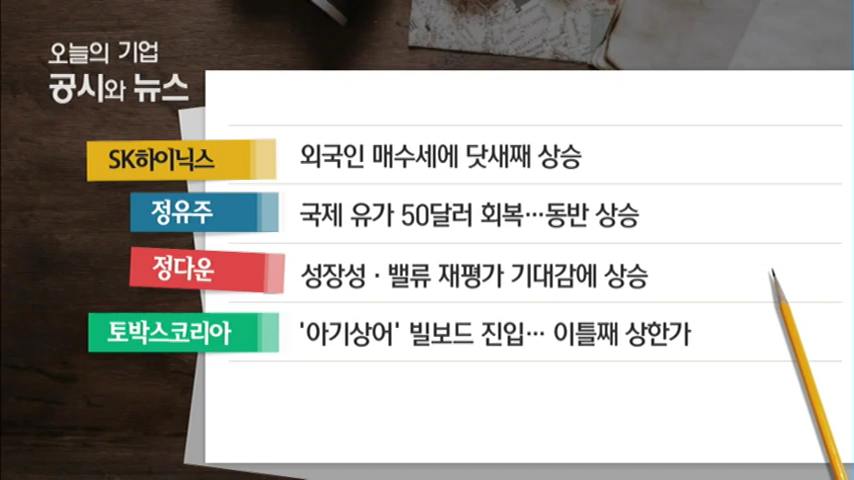 오늘의 기업
공시와 뉴스
SK하이닉스 외국인 매수세에 닷새째 상승
정유주 국제 유가 50달러 회복…동반 상승
정다운 성장성·밸류 재평가 기대감에 상승
토박스코리아 '아기상어' 빌보드 진입… 이틀째 상한가